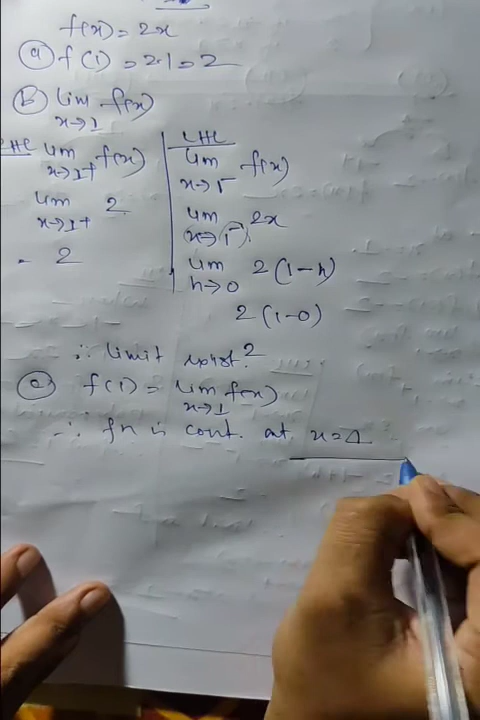 f(x) = 2x
(a) f(1) = 2.1 = 2
(B) lim f(x)
x→1
lim f(x)
x→1+
lim 2
x→1+
= 2
LHL
lim f(x)
x→1-
lim 2x
x→1-
lim 2(1-h)
h→0
2(1-0)
2
∴ limit exist.
(c) f(1) = lim f(x)
x→1
∴ fn is cont. at x=1